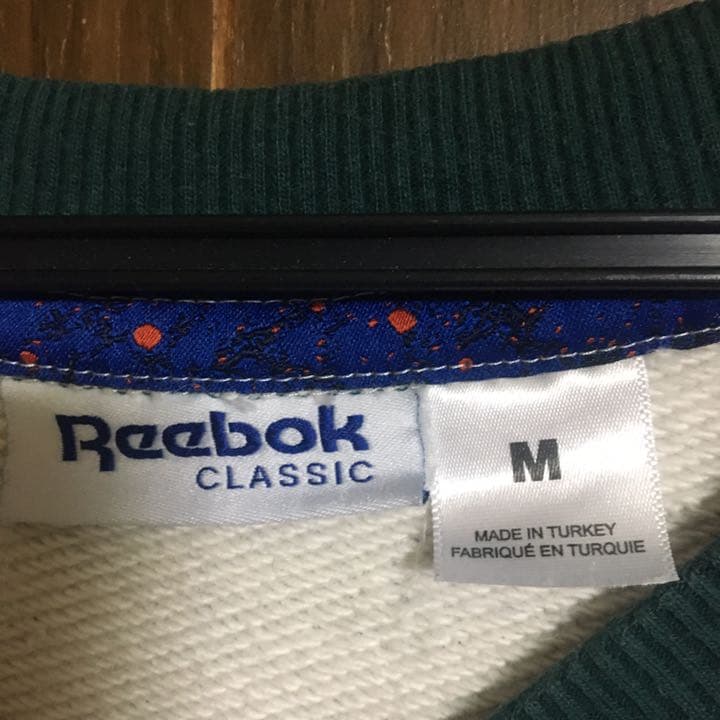 Reebok
CLASSIC
M
MADE IN TURKEY
FABRIQUÉ EN TURQUIE